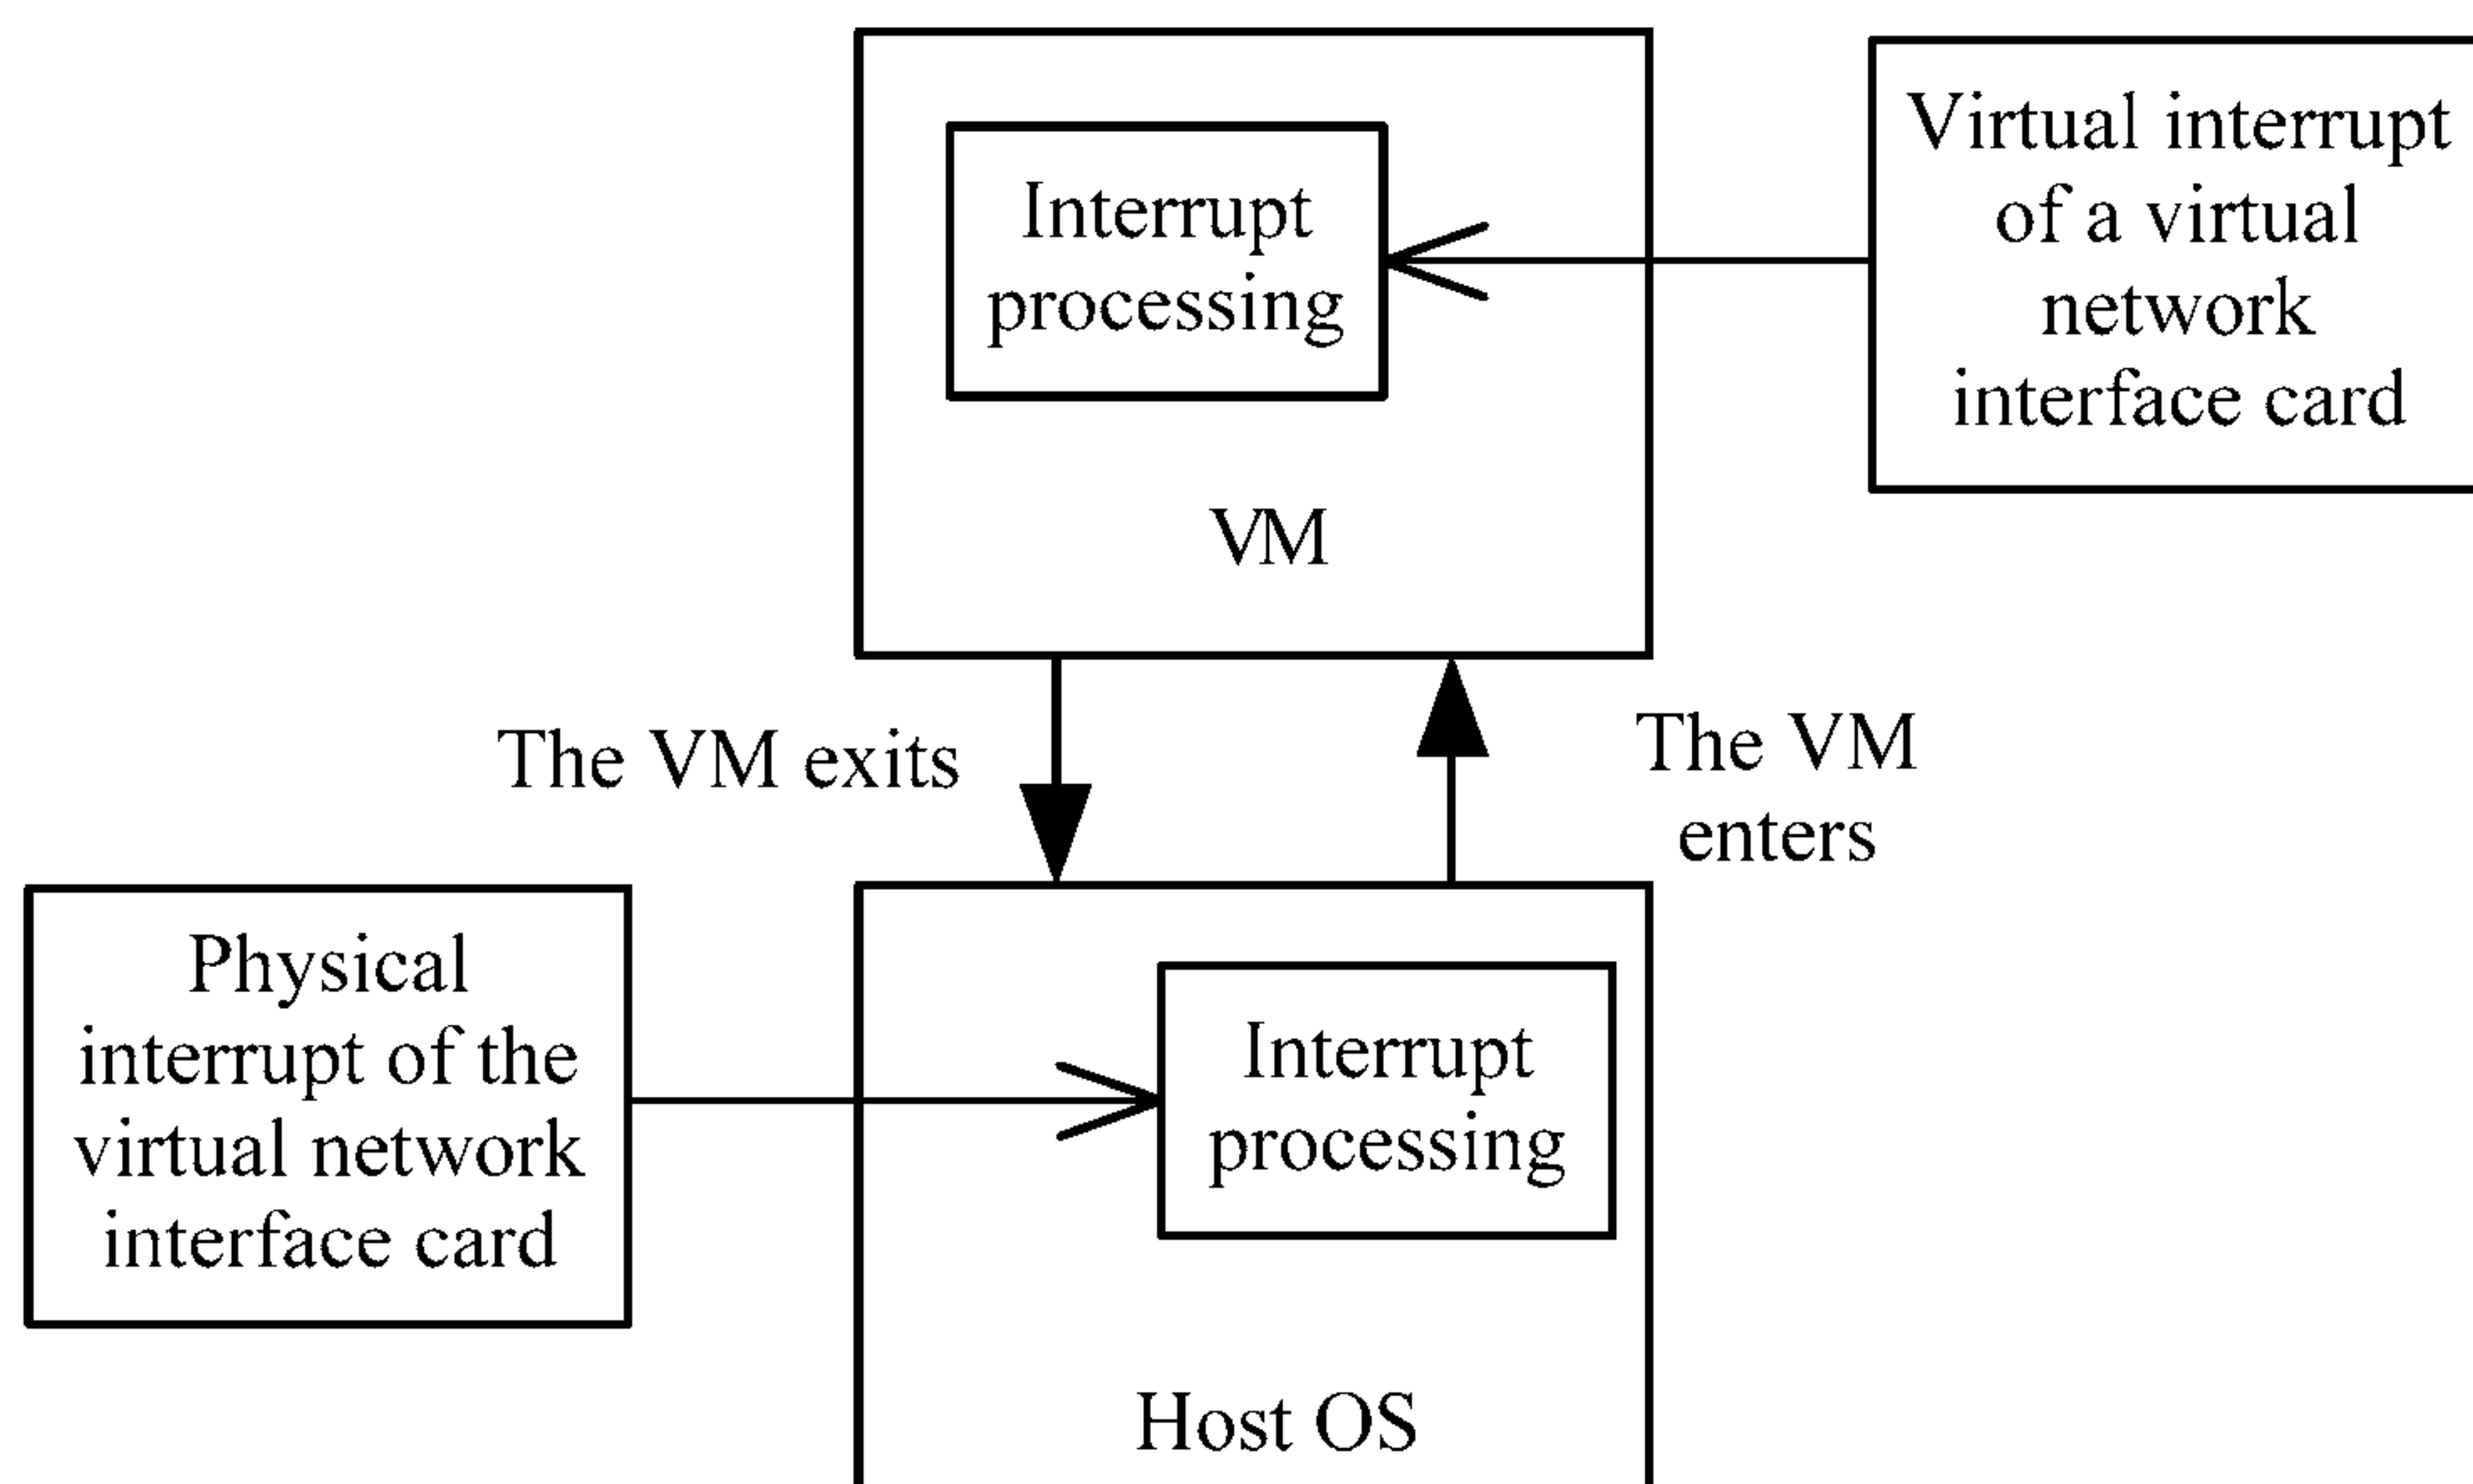 Interrupt
processing
VM
Virtual interrupt
of a virtual
network
interface card
The VM exits
The VM
enters
Physical
interrupt of the
virtual network
interface card
Interrupt
processing
Host OS